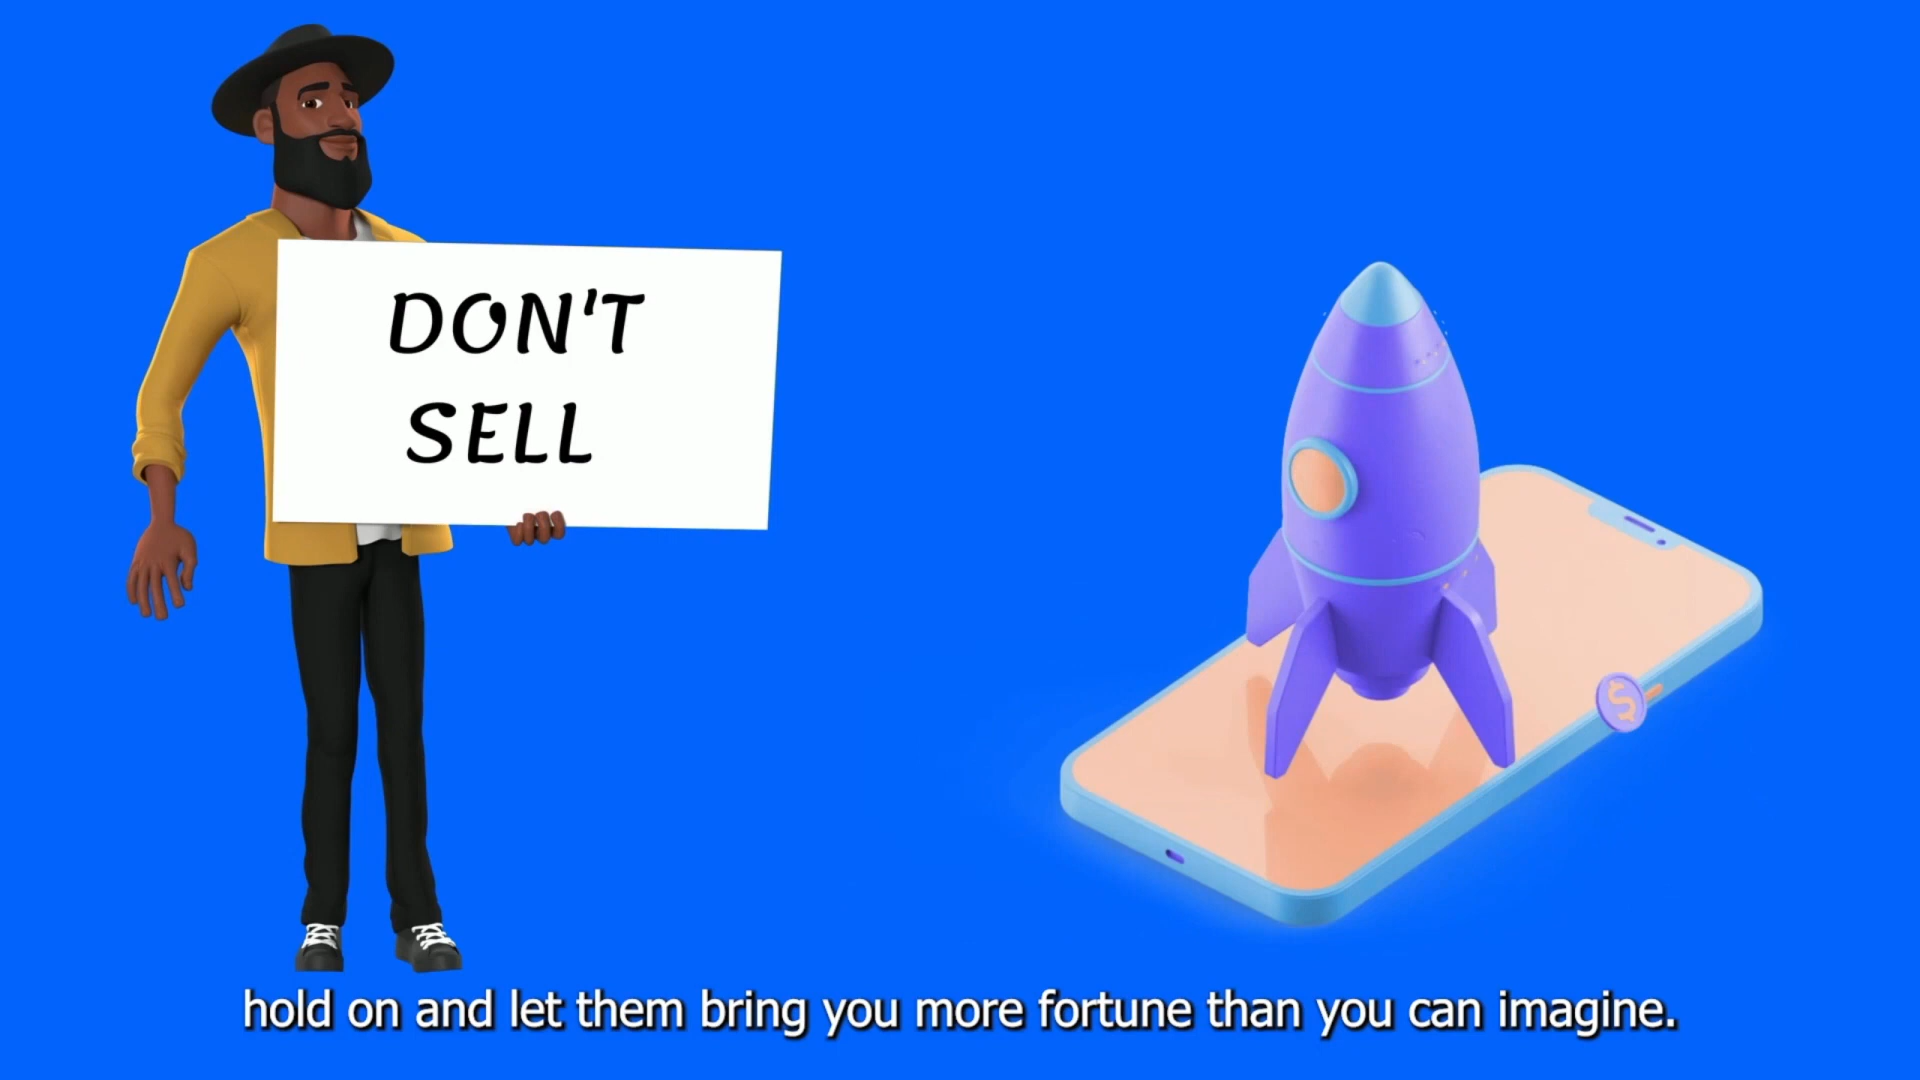 DON'T
SELL
$
hold on and let them bring you more fortune than you can imagine.